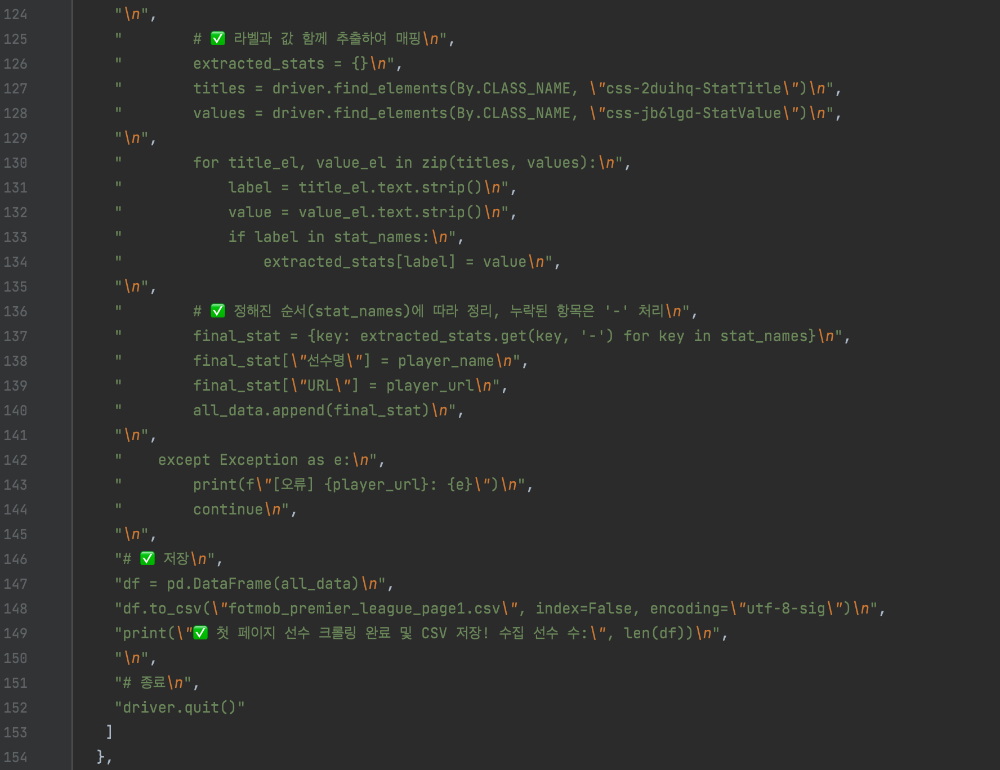 124 "\n",
125 "        # ✅ 라벨과 값 함께 추출하여 매핑\n",
126 "        extracted_stats = {}\n",
127 "        titles = driver.find_elements(By.CLASS_NAME, \"css-2duihq-StatTitle\")\n",
128 "        values = driver.find_elements(By.CLASS_NAME, \"css-jb6lgd-StatValue\")\n",
129 "\n",
130 "        for title_el, value_el in zip(titles, values):\n",
131 "            label = title_el.text.strip()\n",
132 "            value = value_el.text.strip()\n",
133 "            if label in stat_names:\n",
134 "                extracted_stats[label] = value\n",
135 "\n",
136 "        # ✅ 정해진 순서(stat_names)에 따라 정리, 누락된 항목은 '-' 처리\n",
137 "        final_stat = {key: extracted_stats.get(key, '-') for key in stat_names}\n",
138 "        final_stat[\"선수명\"] = player_name\n",
139 "        final_stat[\"URL\"] = player_url\n",
140 "        all_data.append(final_stat)\n",
141 "\n",
142 "    except Exception as e:\n",
143 "        print(f\"[오류] {player_url}: {e}\")\n",
144 "        continue\n",
145 "\n",
146 "# ✅ 저장\n",
147 "df = pd.DataFrame(all_data)\n",
148 "df.to_csv(\"fotmob_premier_league_page1.csv\", index=False, encoding=\"utf-8-sig\")\n",
149 "print(\"✅ 첫 페이지 선수 크롤링 완료 및 CSV 저장! 수집 선수 수:\", len(df))\n",
150 "\n",
151 "# 종료\n",
152 "driver.quit()"
153 ]
154 },